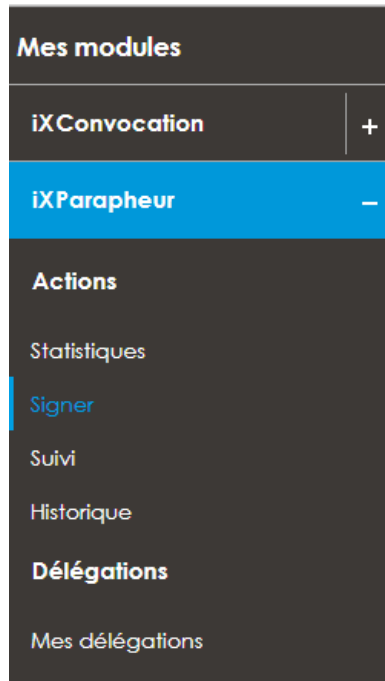 Mes modules
iXConvocation +
iXParapheur –
Actions
Statistiques
Signer
Suivi
Historique
Délégations
Mes délégations